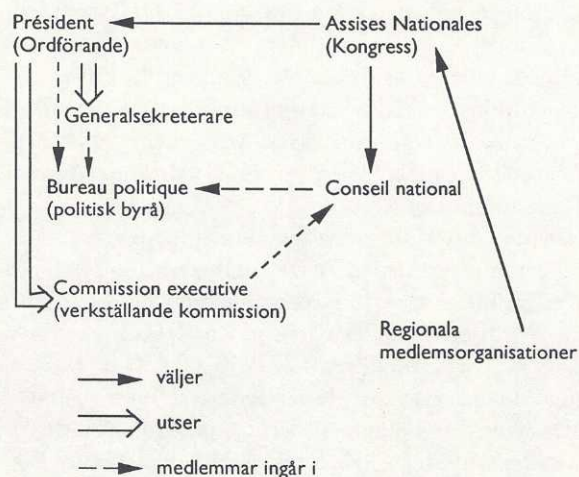 Président
(Ordförande)
Assises Nationales
(Kongress)
Generalsekreterare
Bureau politique
(politisk byrå)
Conseil national
Commission executive
(verkställande kommission)
Regionala
medlemsorganisationer
väljer
utser
medlemmar ingår i